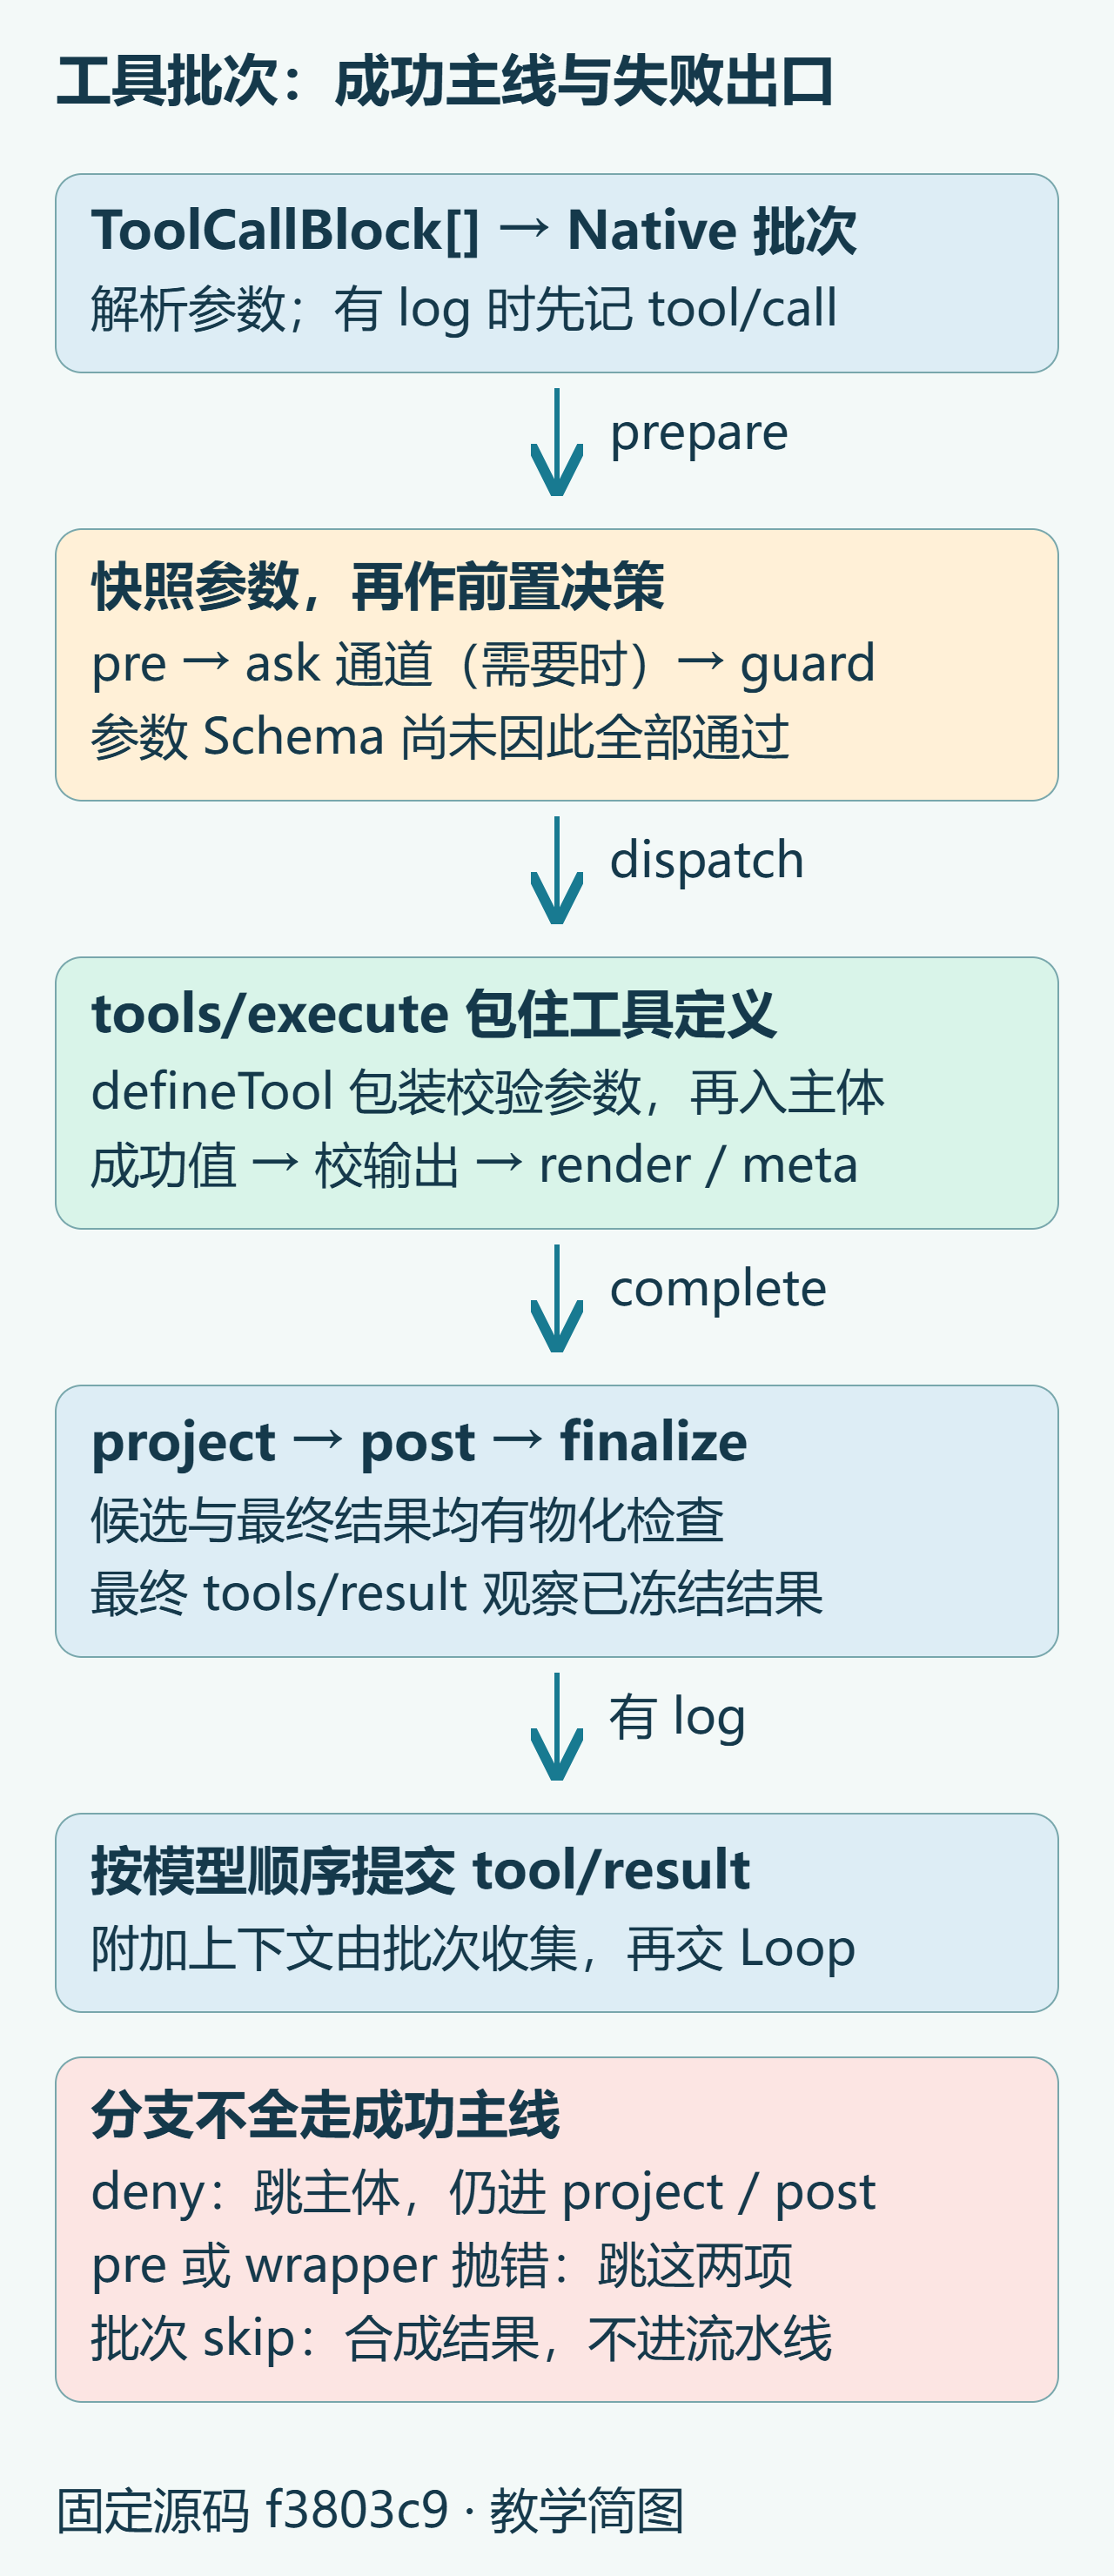 工具批次：成功主线与失败出口
ToolCallBlock[] → Native 批次
解析参数；有 log 时先记 tool/call
prepare
快照参数，再作前置决策
pre → ask 通道（需要时）→ guard
参数 Schema 尚未因此全部通过
dispatch
tools/execute 包住工具定义
defineTool 包装校验参数，再入主体
成功值 → 校输出 → render / meta
complete
project → post → finalize
候选与最终结果均有物化检查
最终 tools/result 观察已冻结结果
有 log
按模型顺序提交 tool/result
附加上下文由批次收集，再交 Loop
分支不全走成功主线
deny：跳主体，仍进 project / post
pre 或 wrapper 抛错：跳这两项
批次 skip：合成结果，不进流水线
固定源码 f3803c9 · 教学简图